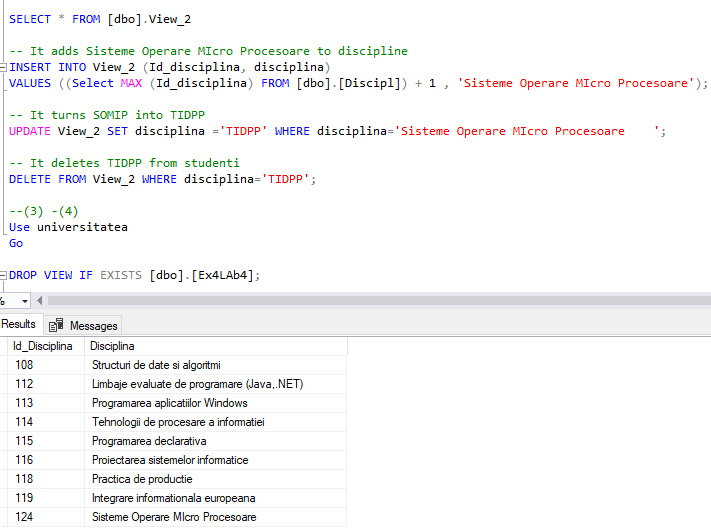 SELECT * FROM [dbo].View_2
-- It adds Sisteme Operare MIcro Procesoare to discipline
INSERT INTO View_2 (Id_disciplina, disciplina)
VALUES ((Select MAX (Id_disciplina) FROM [dbo].[Discipl]) + 1 , 'Sisteme Operare MIcro Procesoare');
-- It turns SOMIP into TIDPP
UPDATE View_2 SET disciplina ='TIDPP' WHERE disciplina='Sisteme Operare MIcro Procesoare    ';
-- It deletes TIDPP from studenti
DELETE FROM View_2 WHERE disciplina='TIDPP';
--(3) -(4)
Use universitatea
Go
DROP VIEW IF EXISTS [dbo].[Ex4LAb4];
%
Results Messages
Id_Disciplina Disciplina
108 Structuri de date si algoritmi
112 Limbaje evaluate de programare (Java,.NET)
113 Programarea aplicatiilor Windows
114 Tehnologii de procesare a informatiei
115 Programarea declarativa
116 Proiectarea sistemelor informatice
118 Practica de productie
119 Integrare informationala europeana
124 Sisteme Operare MIcro Procesoare